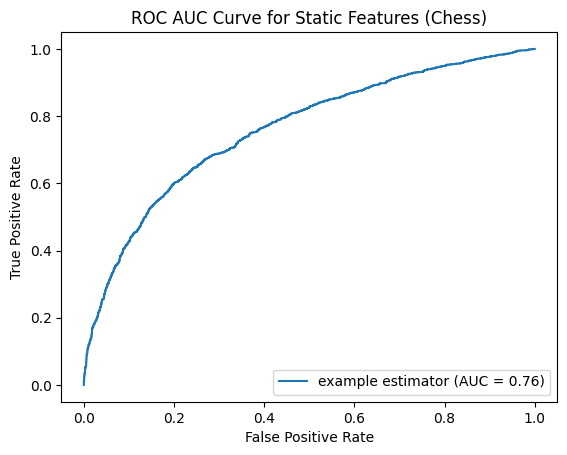 ROC AUC Curve for Static Features (Chess)
1.0
0.8
0.6
0.4
0.2
0.0
True Positive Rate
example estimator (AUC = 0.76)
0.0 0.2 0.4 0.6 0.8 1.0
False Positive Rate